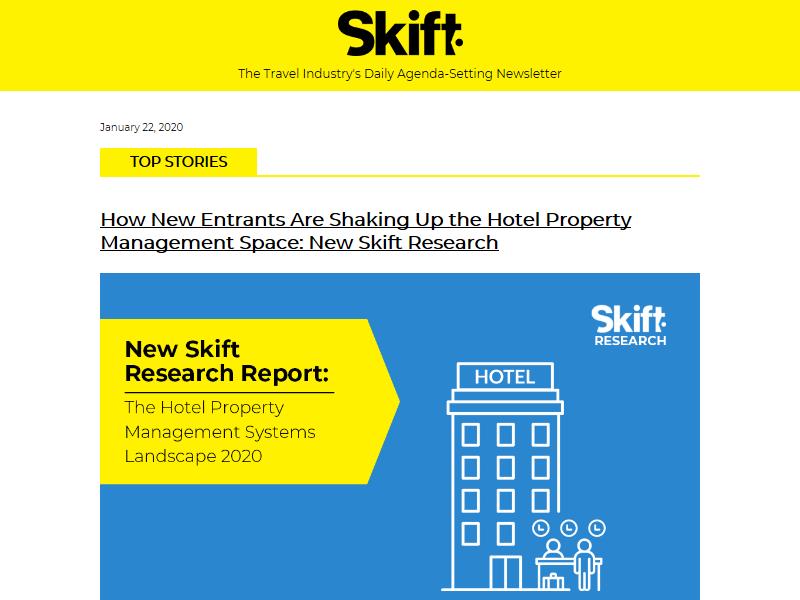 Skift
The Travel Industry's Daily Agenda-Setting Newsletter
January 22, 2020
TOP STORIES
How New Entrants Are Shaking Up the Hotel Property
Management Space: New Skift Research
Skift
RESEARCH
New Skift
Research Report:
The Hotel Property
Management Systems
Landscape 2020
HOTEL